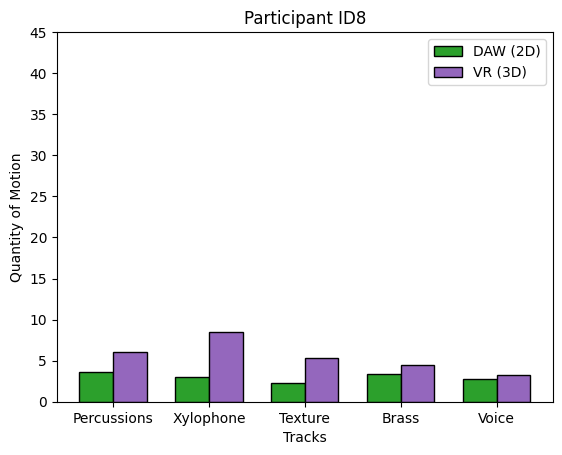 Participant ID8
DAW (2D)
VR (3D)
45
40
35
30
25
20
15
10
5
0
Quantity of Motion
Percussions Xylophone Texture Brass Voice
Tracks